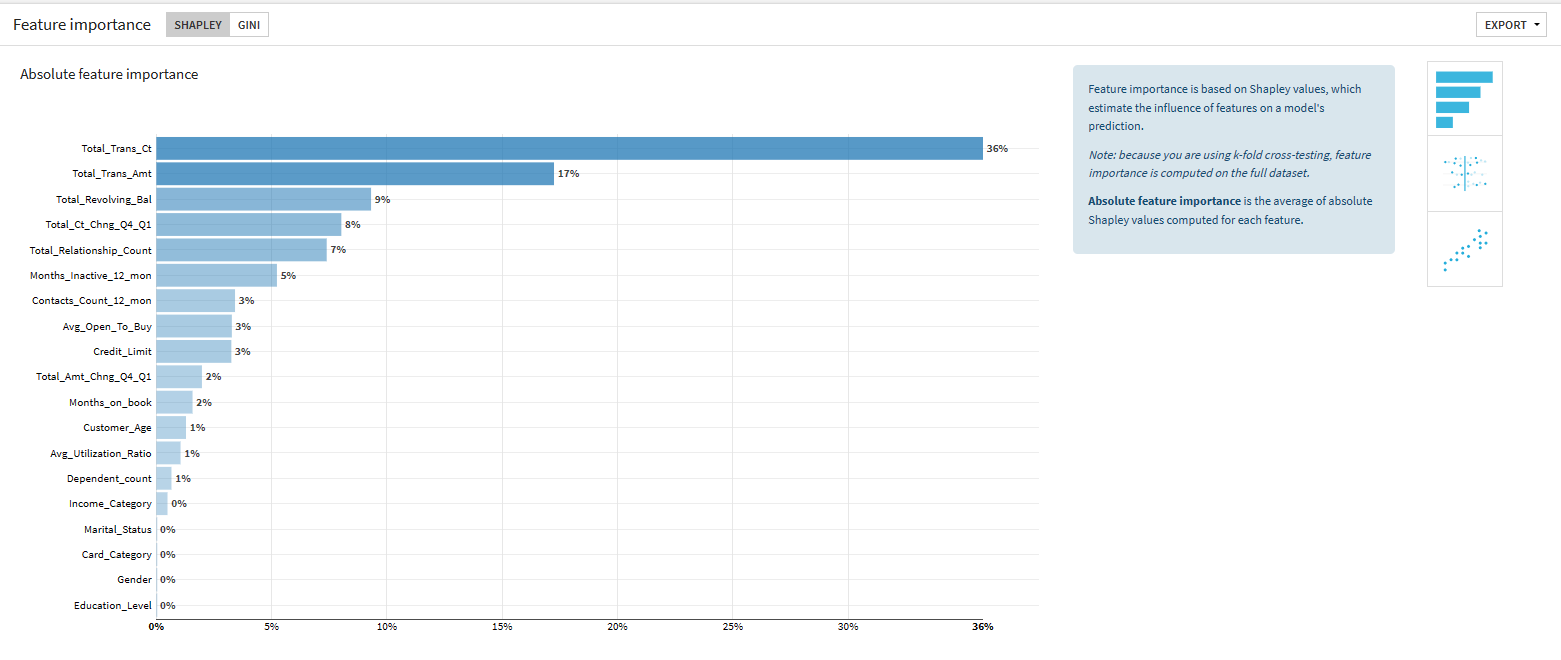 Feature importance SHAPLEY GINI EXPORT
Absolute feature importance
Total_Trans_Ct 36%
Total_Trans_Amt 17%
Total_Revolving_Bal 9%
Total_Ct_Chng_Q4_Q1 8%
Total_Relationship_Count 7%
Months_Inactive_12_mon 5%
Contacts_Count_12_mon 3%
Avg_Open_To_Buy 3%
Credit_Limit 3%
Total_Amt_Chng_Q4_Q1 2%
Months_on_book 2%
Customer_Age 1%
Avg_Utilization_Ratio 1%
Dependent_count 1%
Income_Category 0%
Marital_Status 0%
Card_Category 0%
Gender 0%
Education_Level 0%
0% 5% 10% 15% 20% 25% 30% 36%
Feature importance is based on Shapley values, which
estimate the influence of features on a model's
prediction.
Note: because you are using k-fold cross-testing, feature
importance is computed on the full dataset.
Absolute feature importance is the average of absolute
Shapley values computed for each feature.